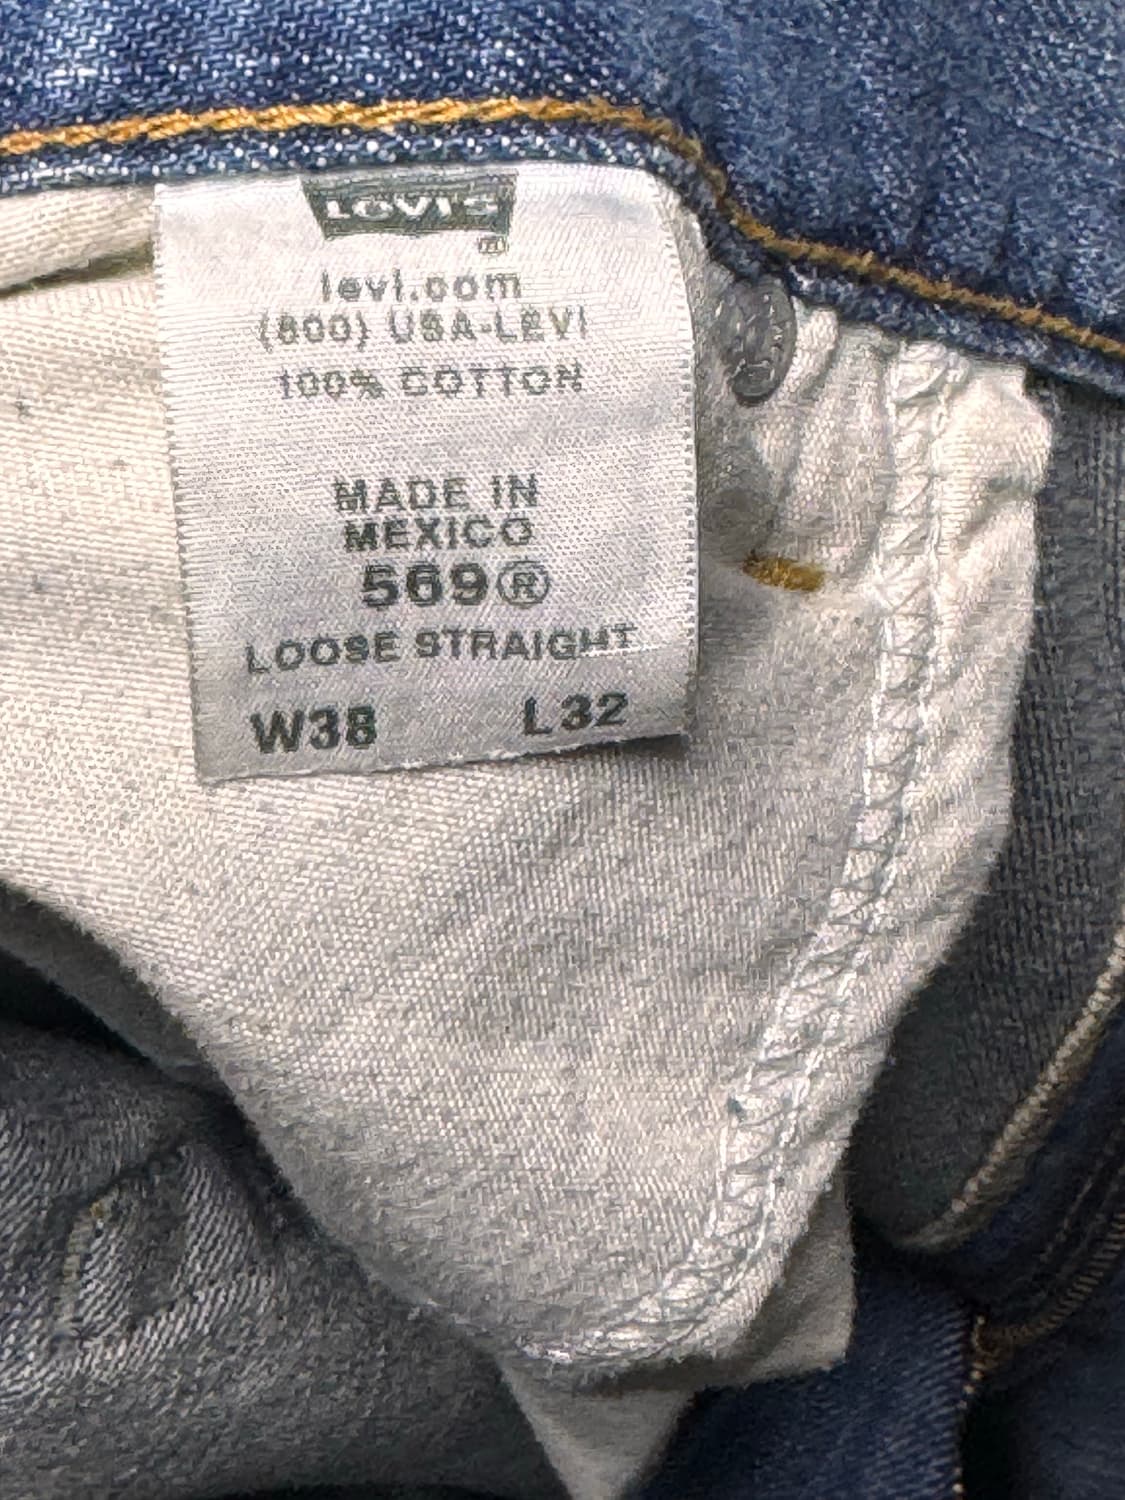 LEVI'S
®
levi.com
(800) USA-LEVI
100% COTTON
MADE IN
MEXICO
569®
LOOSE STRAIGHT
W38 L32